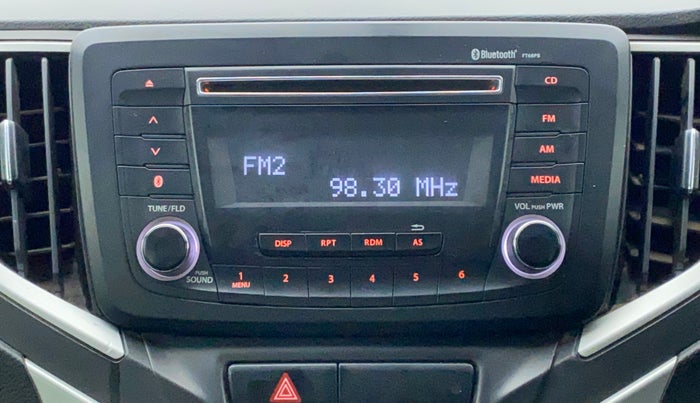 Bluetooth® FT66PS
CD
FM
AM
MEDIA
FM2
98.30 MHz
TUNE/FLD
VOL PUSH PWR
DISP RPT RDM AS
PUSH
SOUND
1 2 3 4 5 6
MENU